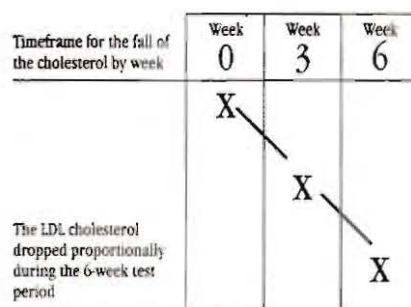 Timeframe for the fall of
the cholesterol by week
Week
0
Week
3
Week
6
X
X
X
The LDL cholesterol
dropped proportionally
during the 6-week test
period